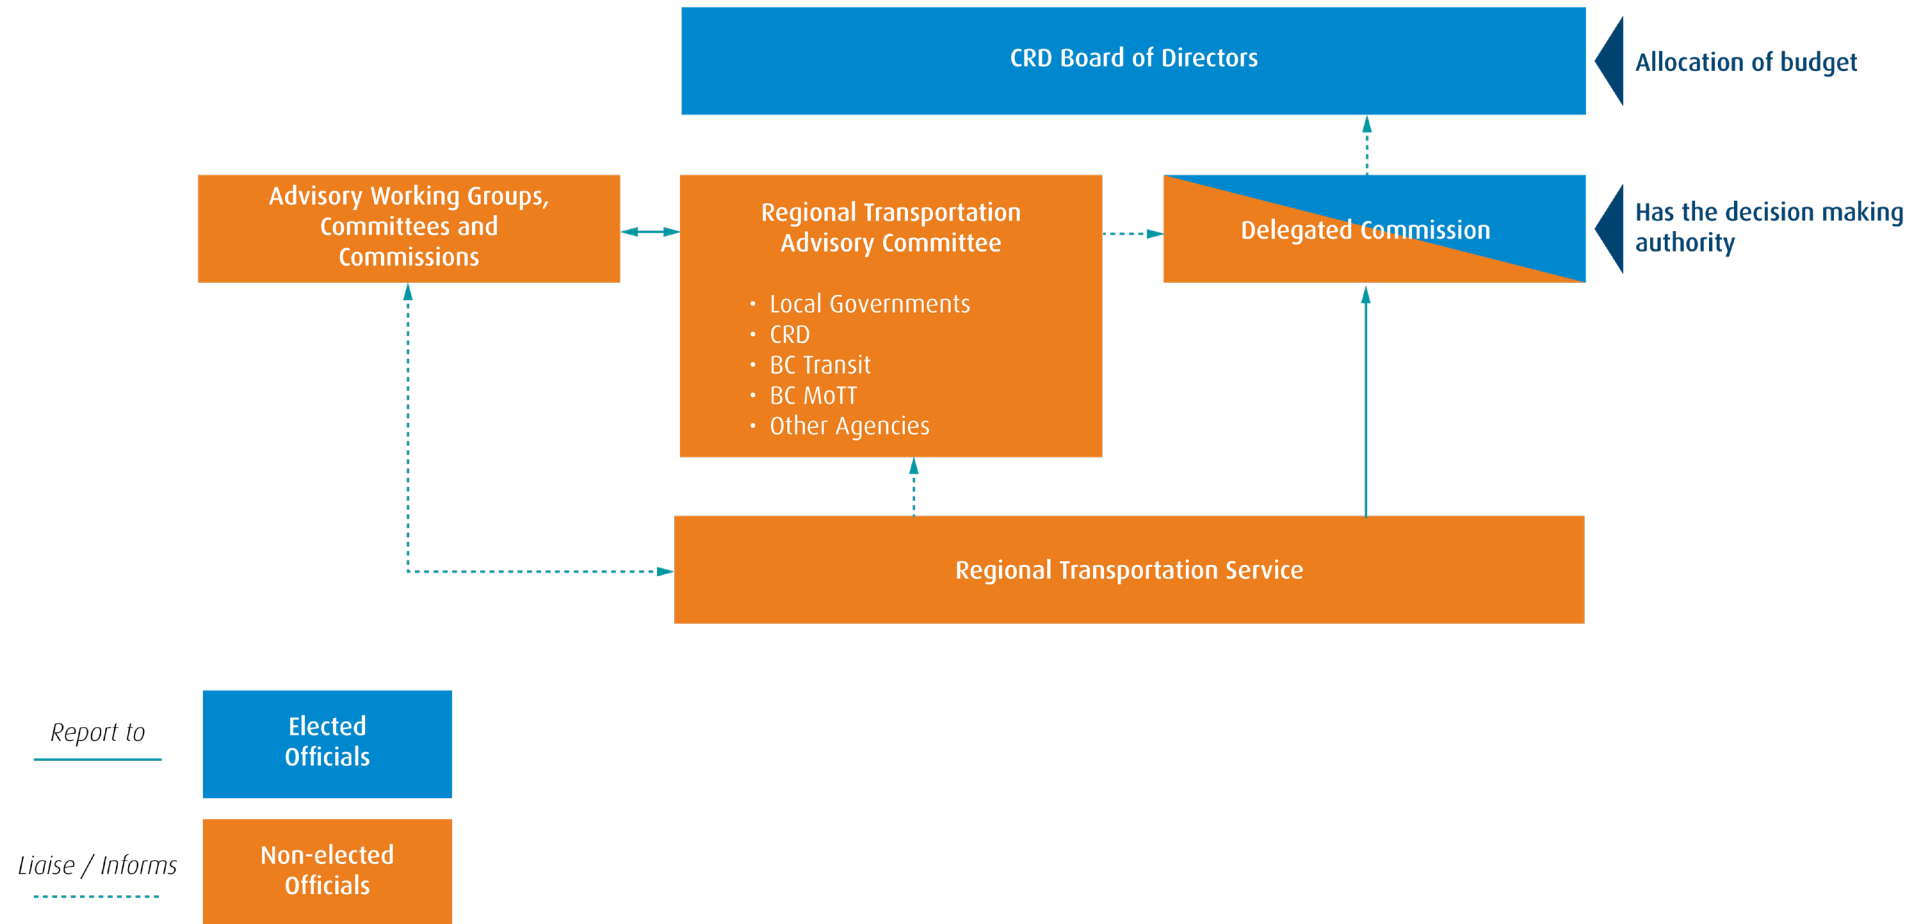 CRD Board of Directors
Allocation of budget
Advisory Working Groups,
Committees and
Commissions
Regional Transportation
Advisory Committee
• Local Governments
• CRD
• BC Transit
• BC MoTT
• Other Agencies
Delegated Commission
Has the decision making
authority
Regional Transportation Service
Report to
Elected
Officials
Liaise / Informs
Non-elected
Officials